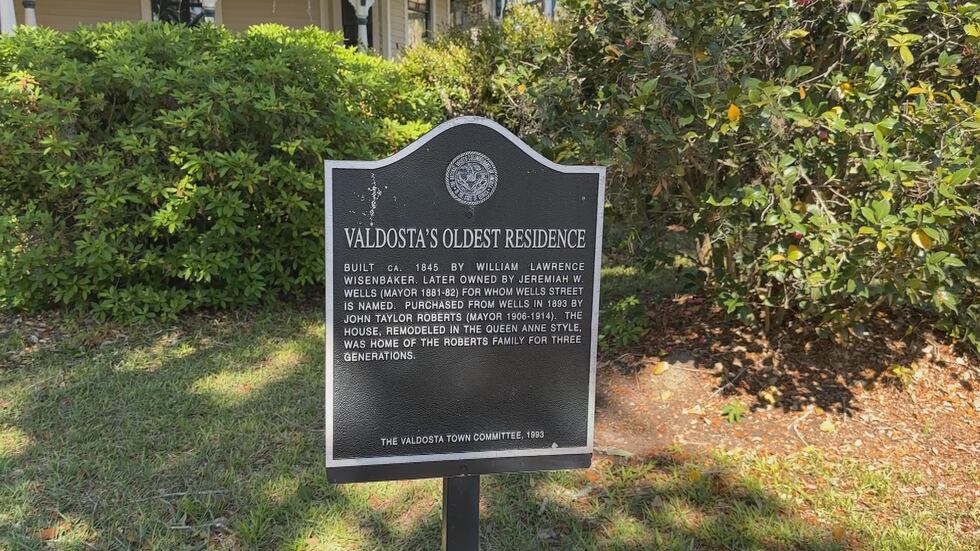 VALDOSTA'S OLDEST RESIDENCE
BUILT CA. 1845 BY WILLIAM LAWRENCE
WISENBAKER. LATER OWNED BY JEREMIAH W.
WELLS (MAYOR 1881-82) FOR WHOM WELLS STREET
IS NAMED. PURCHASED FROM WELLS IN 1893 BY
JOHN TAYLOR ROBERTS (MAYOR 1906-1914). THE
HOUSE, REMODELED IN THE QUEEN ANNE STYLE,
WAS HOME OF THE ROBERTS FAMILY FOR THREE
GENERATIONS.
THE VALDOSTA TOWN COMMITTEE, 1993